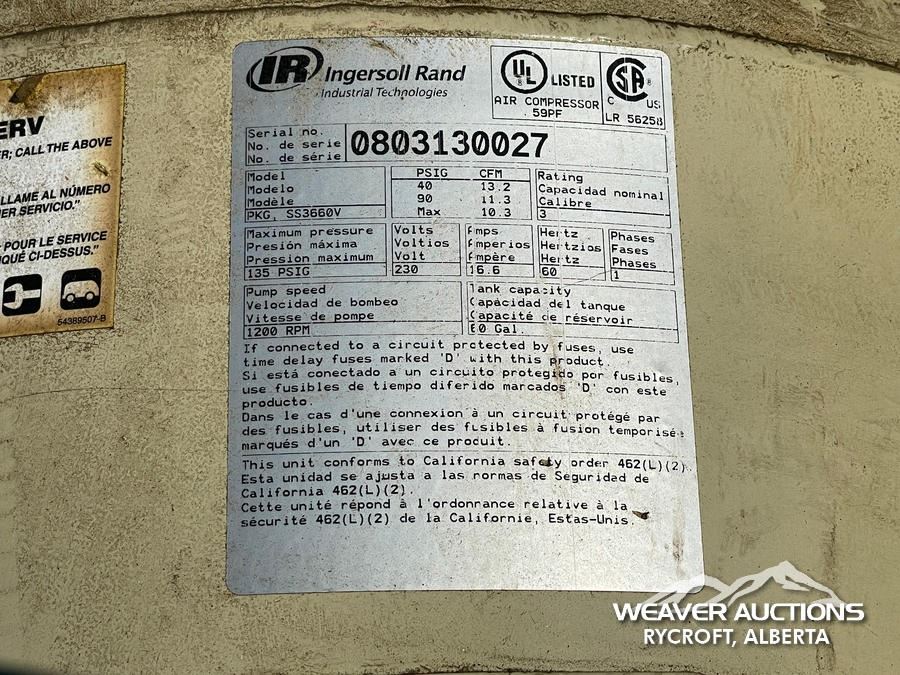 ERV
R; CALL THE ABOVE
LLAME AL NÚMERO
ER SERVICIO."
POUR LE SERVICE
QUÉ CI-DESSUS."
54389507-B
IR Ingersoll Rand
Industrial Technologies
UL LISTED
AIR COMPRESSOR
59PF
CSA
C US
LR 56258
Serial no.
No. de serie
No. de série
0803130027
Model
Modelo
Modèle
PKG, SS3660V
PSIG CFM
40 13.2
90 11.3
Max 10.3
Rating
Capacidad nominal
Calibre
3
Maximum pressure
Presión máxima
Pression maximum
135 PSIG
Volts
Voltios
Volt
230
Amps
Amperios
Ampère
16.6
Hertz
Hertzios
Hertz
60
Phases
Fases
Phases
1
Pump speed
Velocidad de bombeo
Vitesse de pompe
1200 RPM
Tank capacity
Capacidad del tanque
Capacité de réservoir
60 Gal.
If connected to a circuit protected by fuses, use
time delay fuses marked 'D' with this product.
Si está conectado a un circuito protegido por fusibles,
use fusibles de tiempo diferido marcados 'D' con este
producto.
Dans le cas d'une connexion à un circuit protégé par
des fusibles, utiliser des fusibles à fusion temporisée
marqués d'un 'D' avec ce produit.
This unit conforms to California safety order 462(L)(2).
Esta unidad se ajusta a las normas de Seguridad de
California 462(L)(2).
Cette unité répond à l'ordonnance relative à la
sécurité 462(L)(2) de la Californie, Estas-Unis.
WEAVER AUCTIONS
RYCROFT, ALBERTA